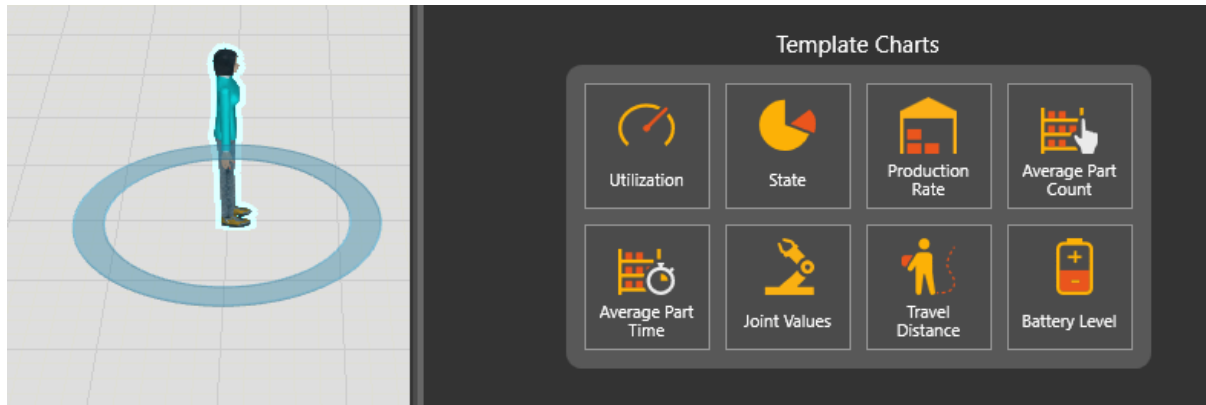 Template Charts
Utilization
State
Production
Rate
Average Part
Count
Average Part
Time
Joint Values
Travel
Distance
Battery Level